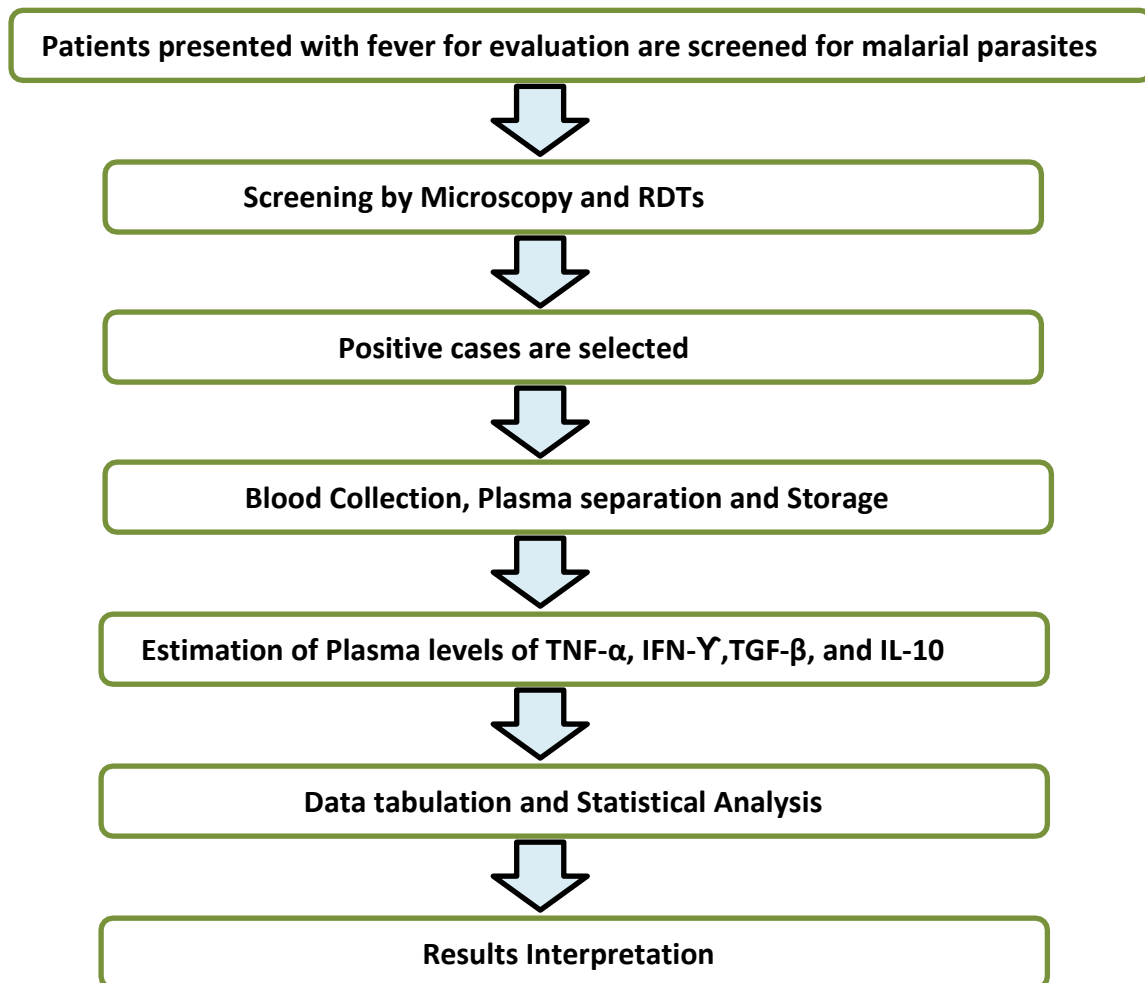 Patients presented with fever for evaluation are screened for malarial parasites
Screening by Microscopy and RDTs
Positive cases are selected
Blood Collection, Plasma separation and Storage
Estimation of Plasma levels of TNF-α, IFN-ϒ,TGF-β, and IL-10
Data tabulation and Statistical Analysis
Results Interpretation